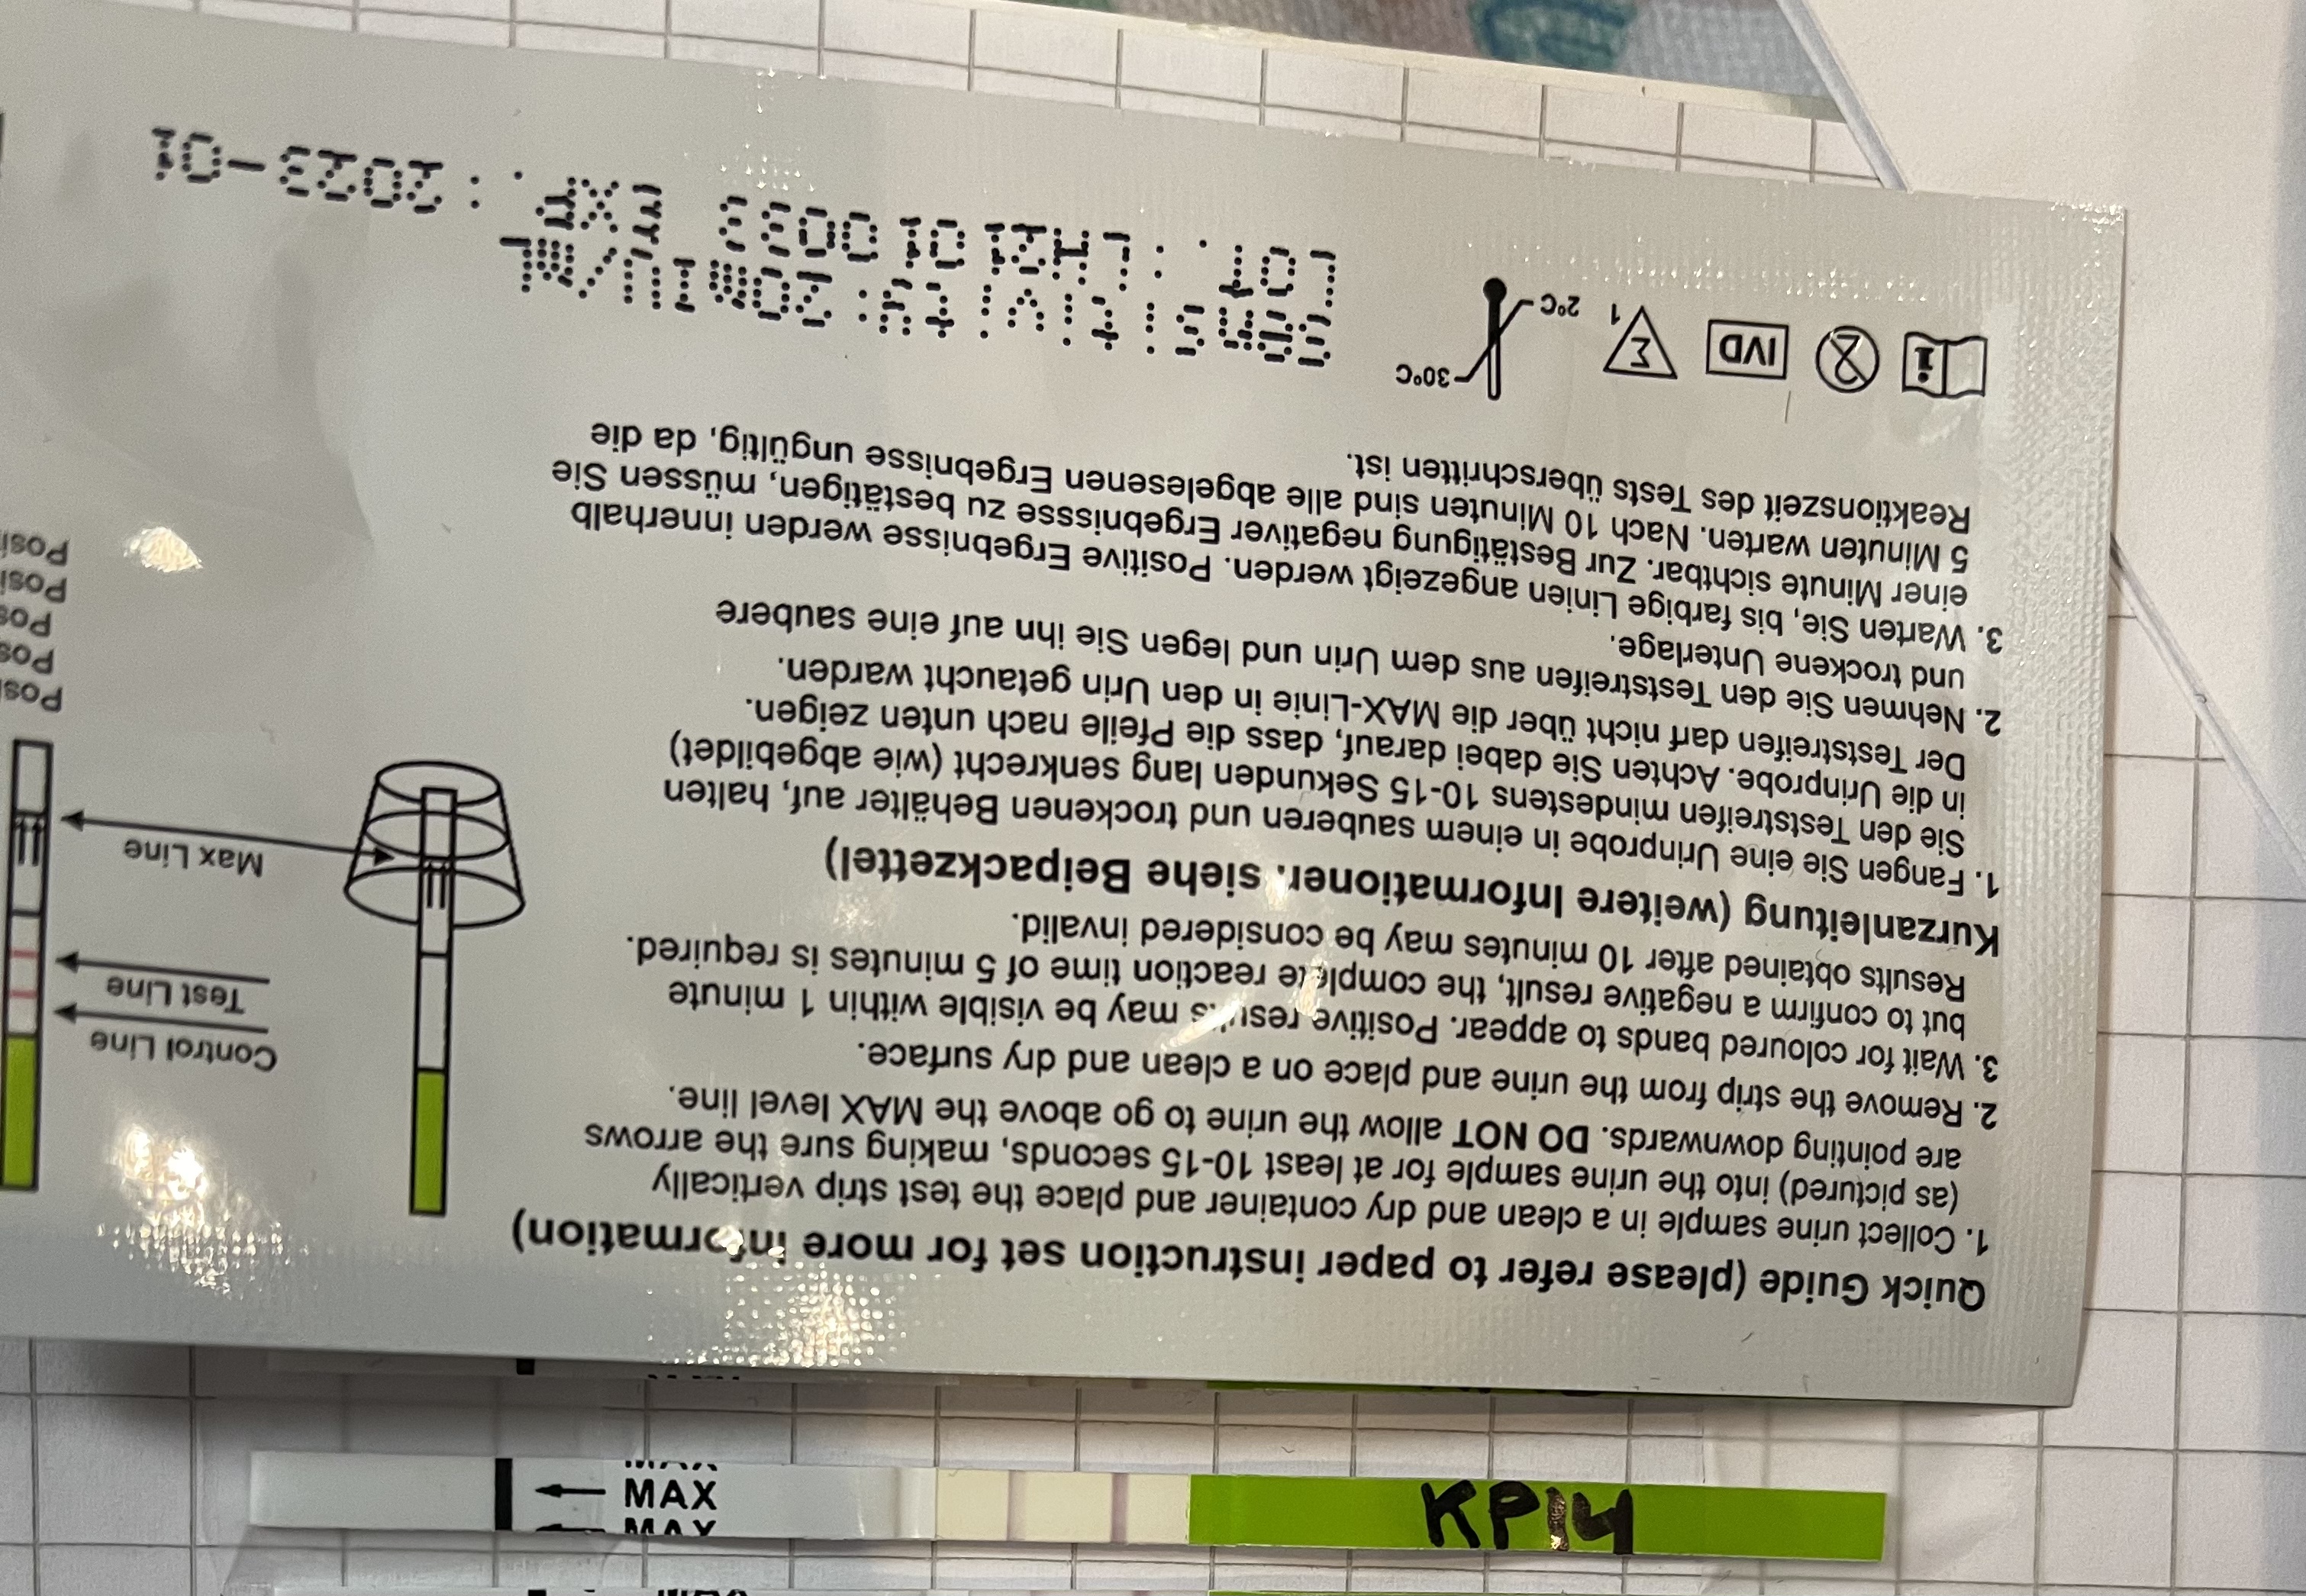 Quick Guide (please refer to paper instruction set for more information)
1. Collect urine sample in a clean and dry container and place the test strip vertically
(as pictured) into the urine sample for at least 10-15 seconds, making sure the arrows
are pointing downwards. DO NOT allow the urine to go above the MAX level line.
2. Remove the strip from the urine and place on a clean and dry surface.
3. Wait for coloured bands to appear. Positive results may be visible within 1 minute
but to confirm a negative result, the complete reaction time of 5 minutes is required.
Results obtained after 10 minutes may be considered invalid.
Kurzanleitung (weitere Informationen siehe Beipackzettel)
1. Fangen Sie eine Urinprobe in einem sauberen und trockenen Behälter auf, halten
Sie den Teststreifen mindestens 10-15 Sekunden lang senkrecht (wie abgebildet)
in die Urinprobe. Achten Sie dabei darauf, dass die Pfeile nach unten zeigen.
Der Teststreifen darf nicht über die MAX-Linie in den Urin getaucht warden.
2. Nehmen Sie den Teststreifen aus dem Urin und legen Sie ihn auf eine saubere
und trockene Unterlage.
3. Warten Sie, bis farbige Linien angezeigt werden. Positive Ergebnisse werden innerhalb
einer Minute sichtbar. Zur Bestätigung negativer Ergebnissse zu bestätigen, müssen Sie
5 Minuten warten. Nach 10 Minuten sind alle abgelesenen Ergebnisse ungültig, da die
Reaktionszeit des Tests überschritten ist.
i
2
IVD
Σ
1
2°C
30°C
Sensitivity: 20MIU/ML
LOT.: LH21010033 EXP.: 2023-01
Control Line
Test Line
Max Line
Posi
Pos
Pos
Posi
Posi
MAX
MAX
MAX
KP14
MAX